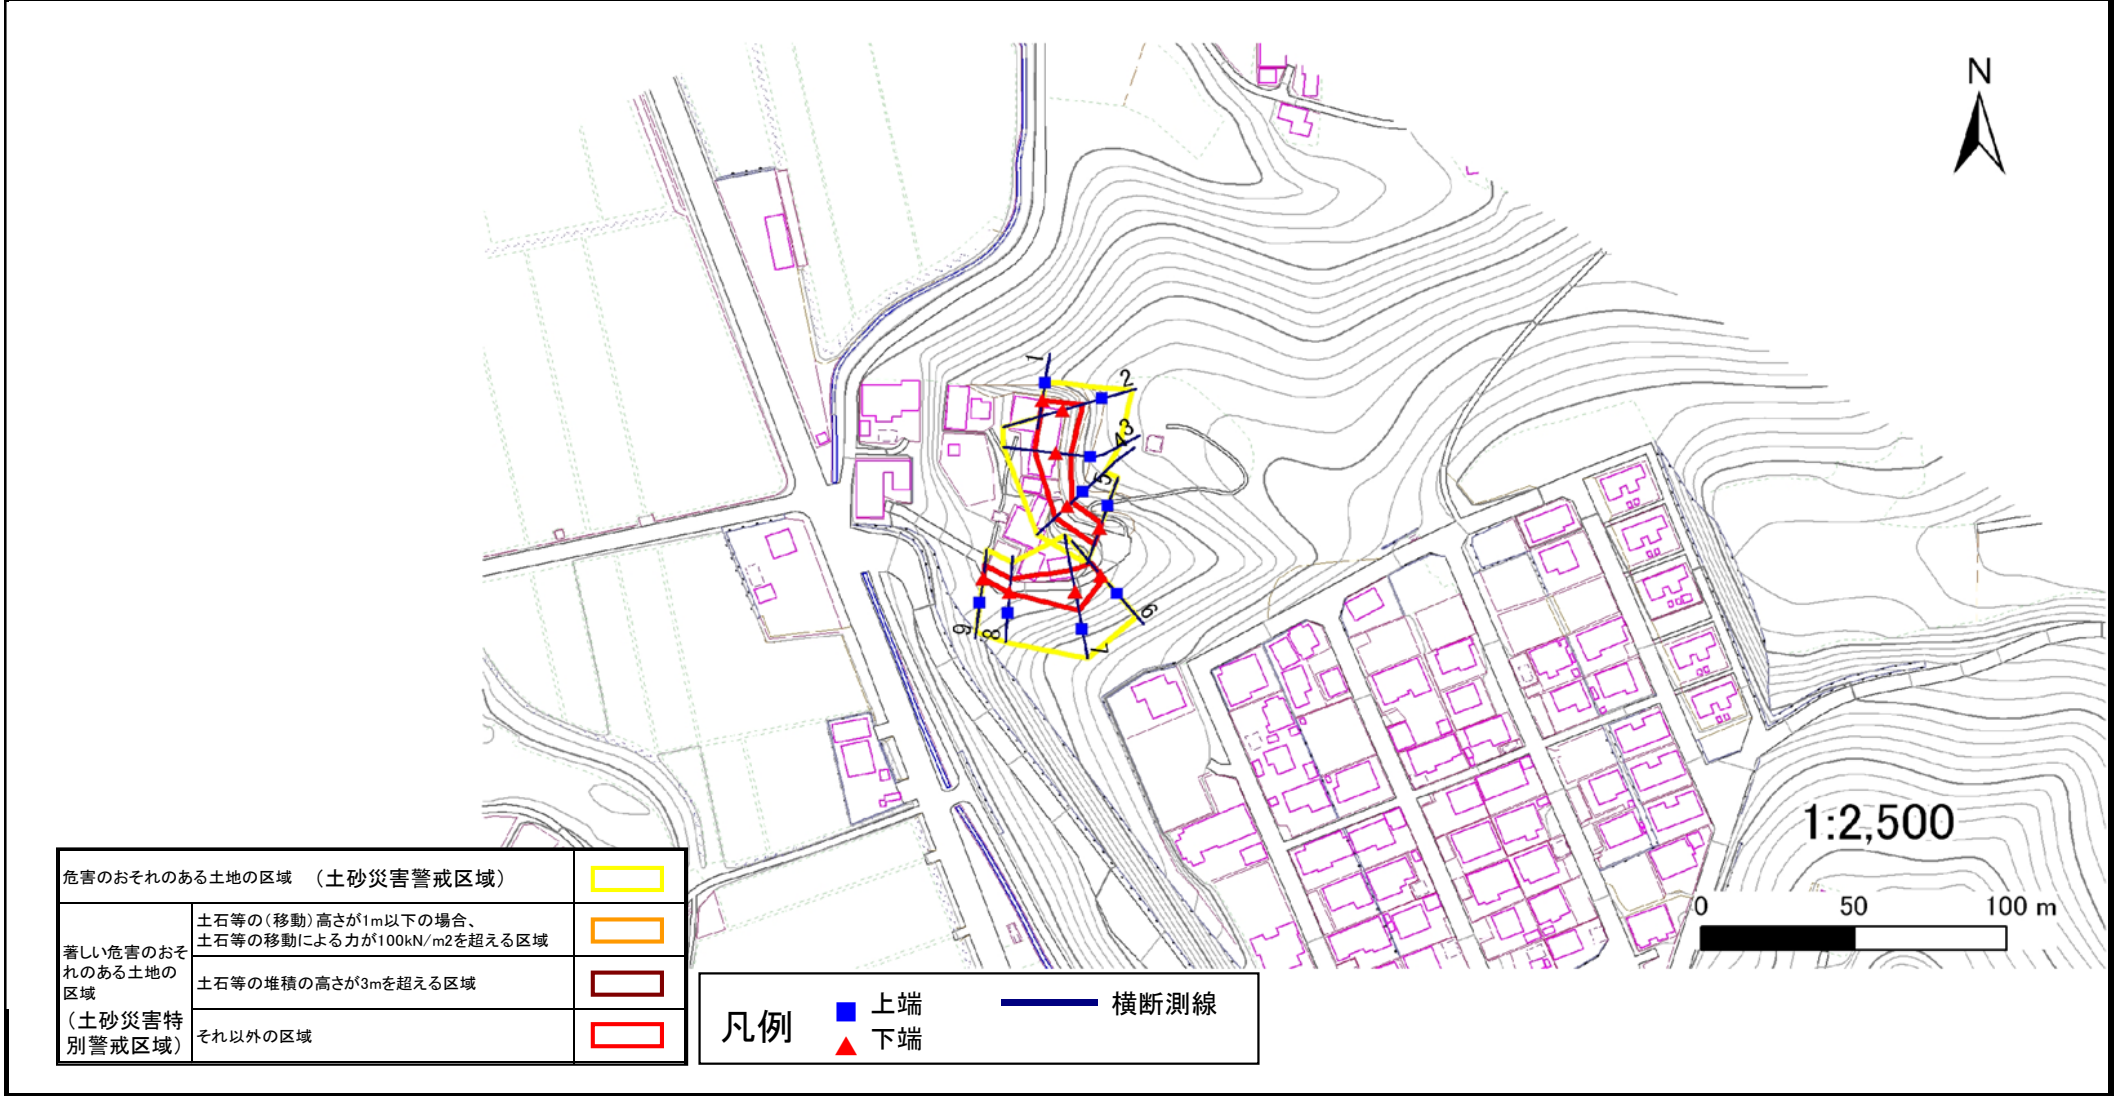 N
1
2
3
4
5
6
7
8
9
1:2,500
0 50 100 m
危害のおそれのある土地の区域 （土砂災害警戒区域）
著しい危害のおそ
れのある土地の
区域
（土砂災害特
別警戒区域）
土石等の（移動）高さが1m以下の場合、
土石等の移動による力が100kN/m2を超える区域
土石等の堆積の高さが3mを超える区域
それ以外の区域
凡例
上端
下端
横断測線